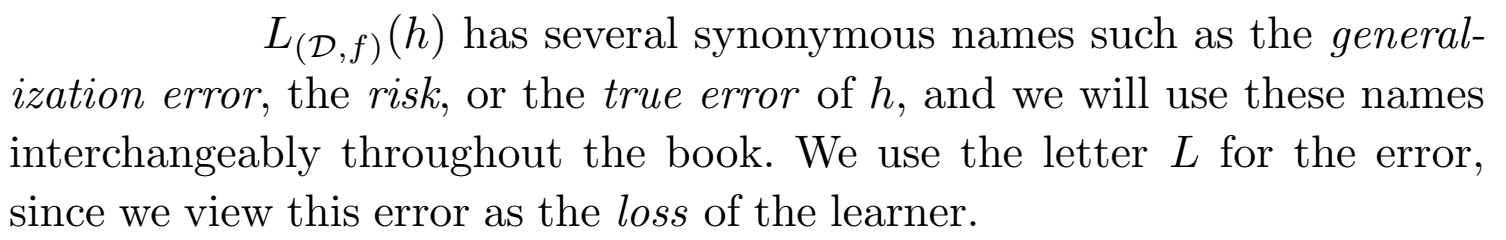 L_{(\mathcal{D},f)}(h) has several synonymous names such as the general-
ization error, the risk, or the true error of h, and we will use these names
interchangeably throughout the book. We use the letter L for the error,
since we view this error as the loss of the learner.